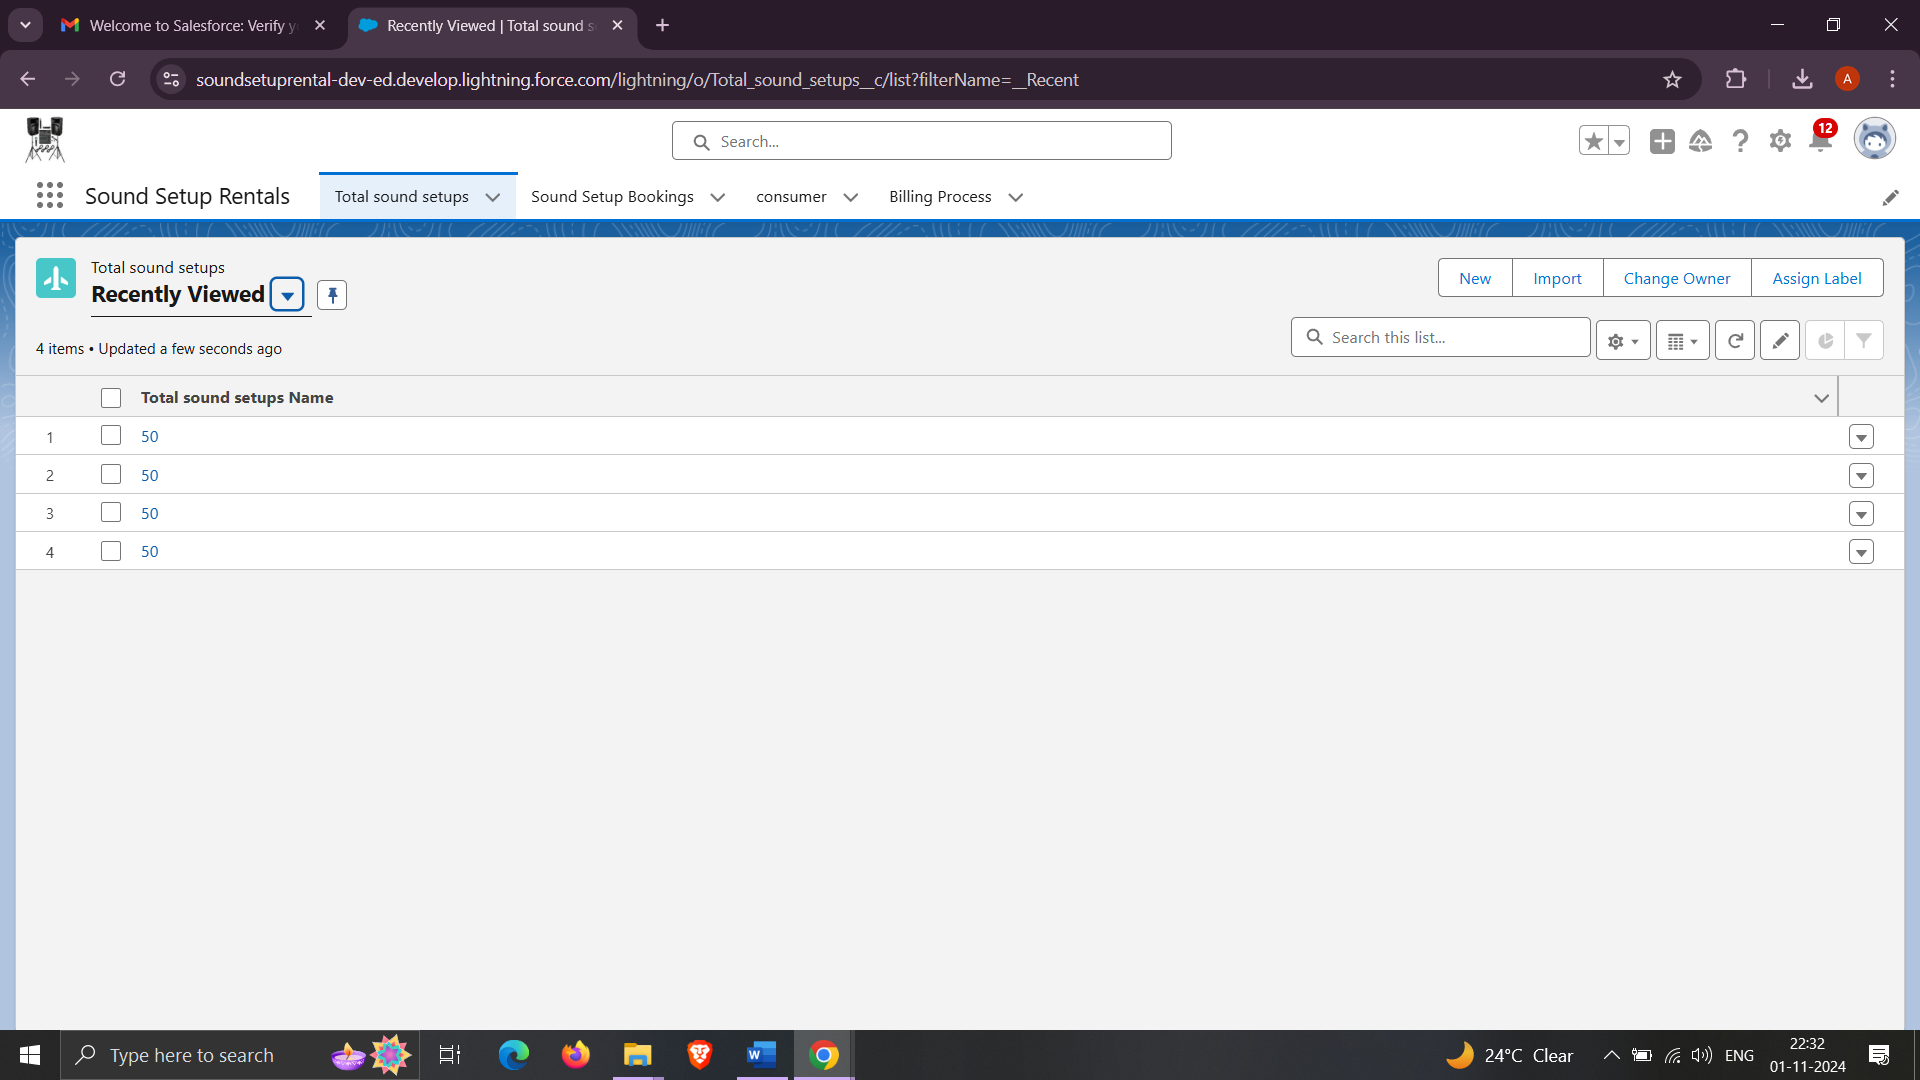 Welcome to Salesforce: Verify y
Recently Viewed | Total sound s
soundsetuprental-dev-ed.develop.lightning.force.com/lightning/o/Total_sound_setups__c/list?filterName=__Recent
A
Search...
12
Sound Setup Rentals
Total sound setups
Sound Setup Bookings
consumer
Billing Process
Total sound setups
Recently Viewed
New
Import
Change Owner
Assign Label
4 items • Updated a few seconds ago
Search this list...
Total sound setups Name
1 50
2 50
3 50
4 50
Type here to search
24°C Clear
ENG
22:32
01-11-2024